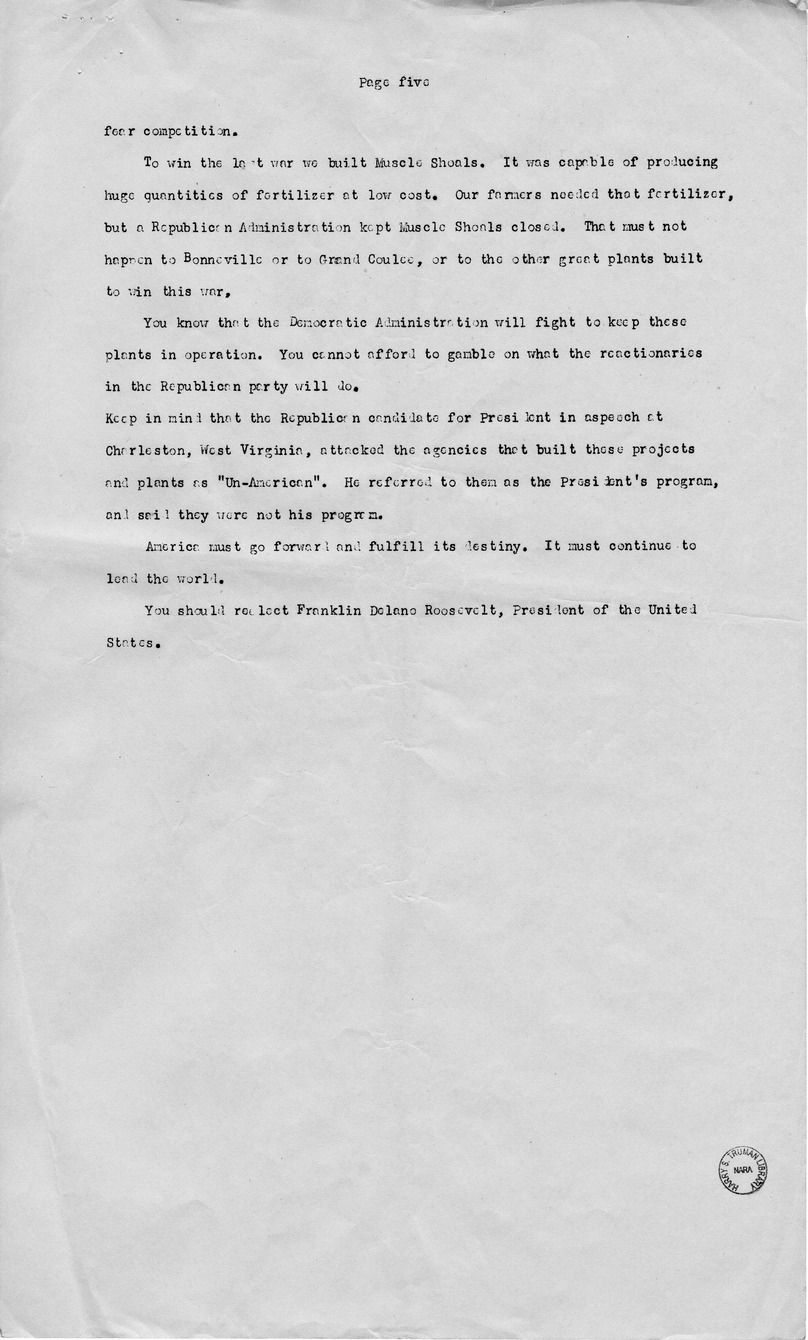 Page five
fear competition.
To win the last war we built Muscle Shoals. It was capable of producing
huge quantities of fertilizer at low cost. Our farmers needed that fertilizer,
but a Republican Administration kept Muscle Shoals closed. That must not
happen to Bonneville or to Grand Coulee, or to the other great plants built
to win this war,
You know that the Democratic Administration will fight to keep these
plants in operation. You cannot afford to gamble on what the reactionaries
in the Republican party will do.
Keep in mind that the Republican candidate for President in aspeech at
Charleston, West Virginia, attacked the agencies that built these projects
and plants as "Un-American". He referred to them as the President's program,
and said they were not his program.
America must go forward and fulfill its destiny. It must continue to
lead the world.
You should reelect Franklin Delano Roosevelt, President of the United
States.
HARRY S. TRUMAN LIBRARY
NARA